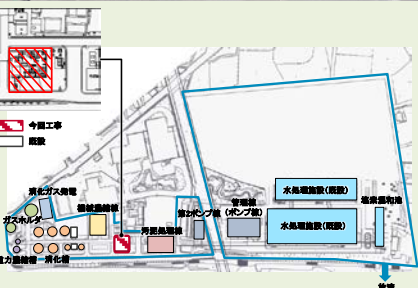 今回工事
既設
消化ガス発電
ガスホルダ
機械濃縮棟
重力濃縮槽
消化槽
汚泥処理棟
第2ポンプ棟
管理棟
(ポンプ棟)
水処理施設(既設)
水処理施設(既設)
塩素混和池
放流